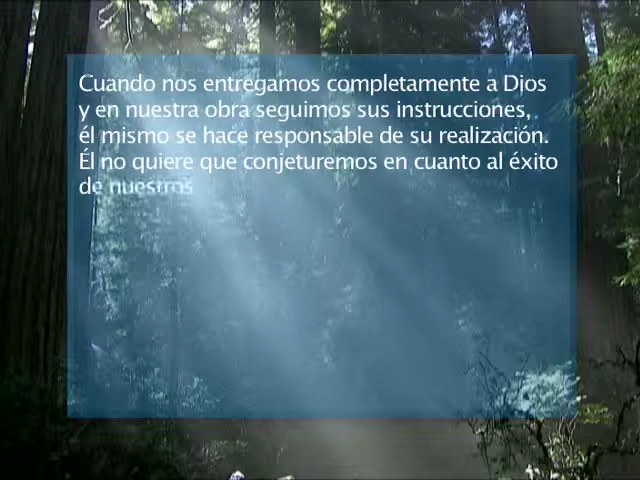 Cuando nos entregamos completamente a Dios
y en nuestra obra seguimos sus instrucciones,
él mismo se hace responsable de su realización.
Él no quiere que conjeturemos en cuanto al éxito
de nuestros